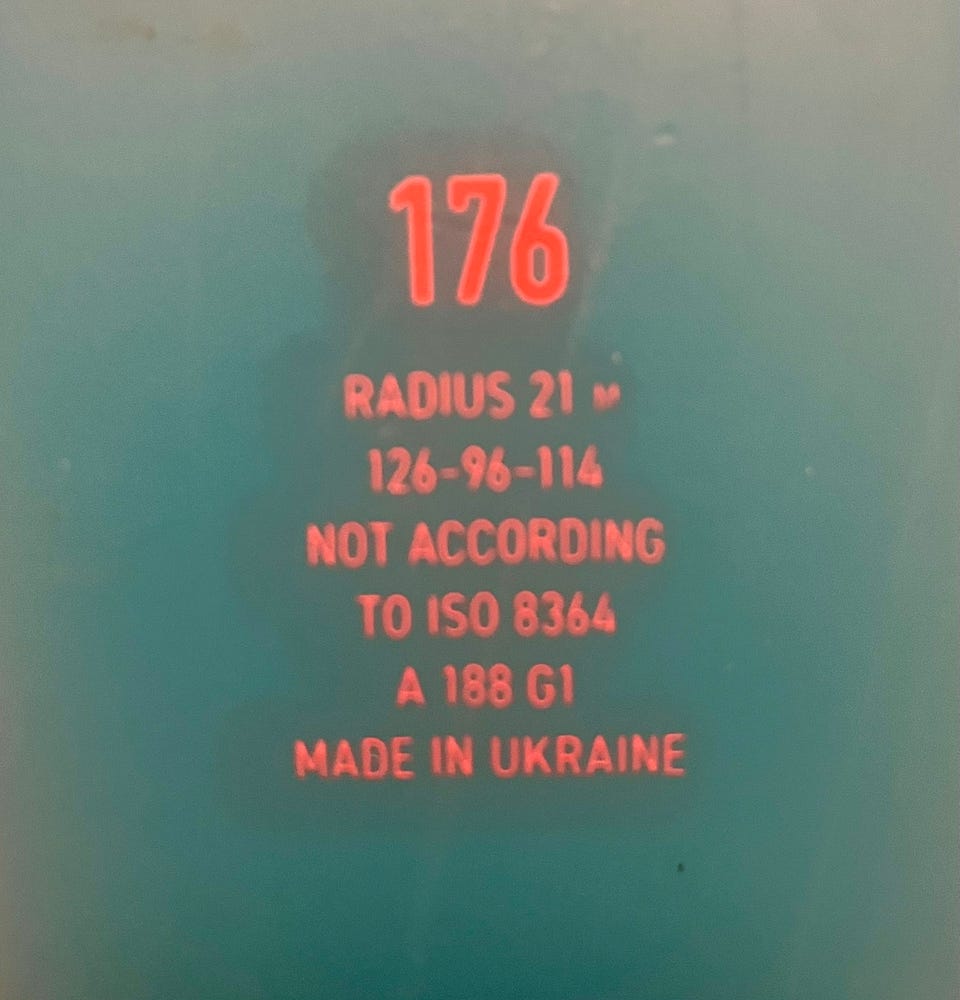 176
RADIUS 21 M
126-96-114
NOT ACCORDING
TO ISO 8364
A 188 G1
MADE IN UKRAINE